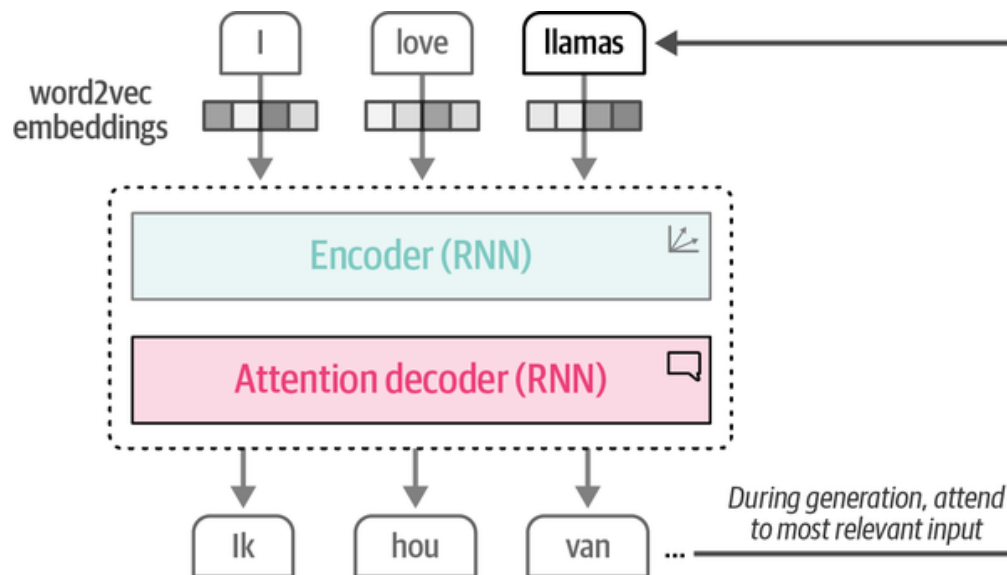 I
love
llamas
word2vec
embeddings
Encoder (RNN)
Attention decoder (RNN)
Ik
hou
van
...
During generation, attend
to most relevant input